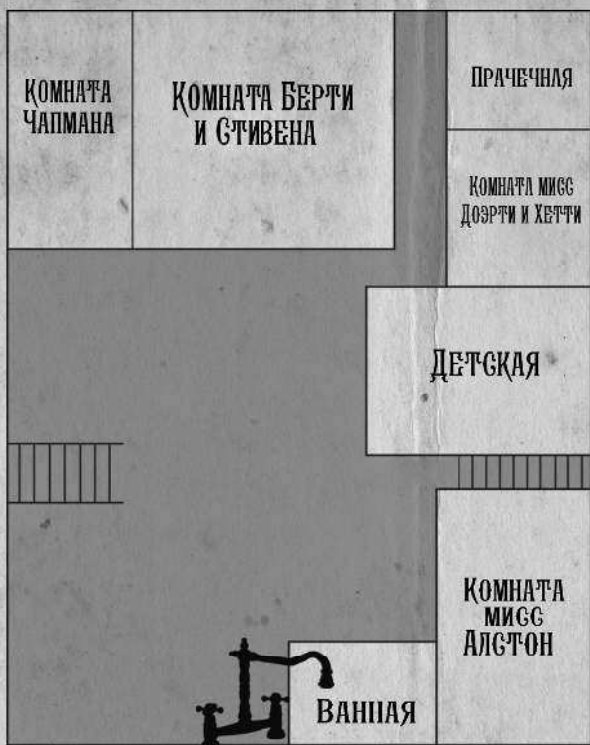 Комната
Чапмана
Комната Берти
и Стивена
Прачечная
Комната мисс
Доэрти и Хетти
Детская
Комната
мисс
Алстон
Ванная